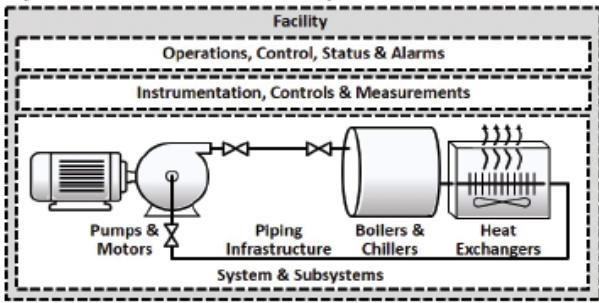 Facility
Operations, Control, Status & Alarms
Instrumentation, Controls & Measurements
Pumps & Motors
Piping Infrastructure
Boilers & Chillers
Heat Exchangers
System & Subsystems